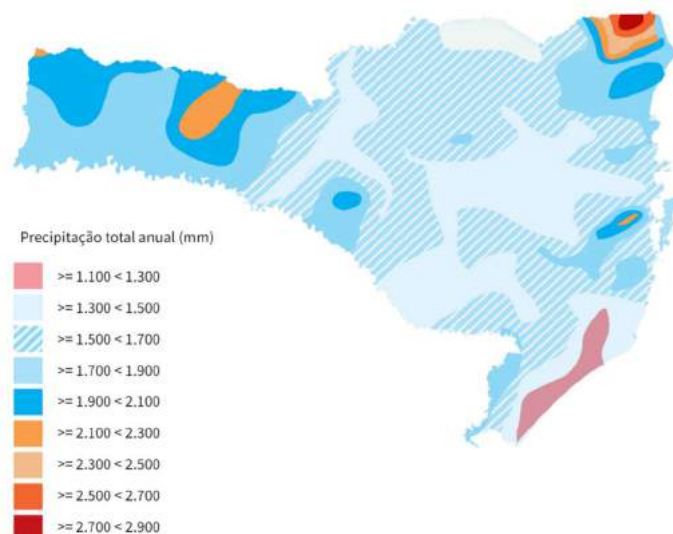 Precipitação total anual (mm)
>= 1.100 < 1.300
>= 1.300 < 1.500
>= 1.500 < 1.700
>= 1.700 < 1.900
>= 1.900 < 2.100
>= 2.100 < 2.300
>= 2.300 < 2.500
>= 2.500 < 2.700
>= 2.700 < 2.900